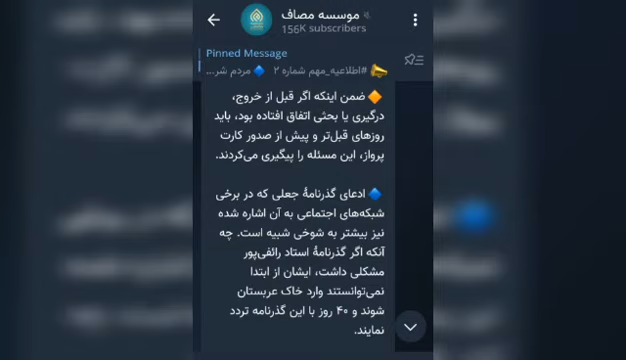 موسسه مصاف
156K subscribers
Pinned Message
#اطلاعیه_مهم شماره ۲ 🔷 مردم شر...
🔶 ضمن اینکه اگر قبل از خروج،
درگیری یا بحثی اتفاق افتاده بود، باید
روزهای قبل‌تر و پیش از صدور کارت
پرواز، این مسئله را پیگیری می‌کردند.
🔷 ادعای گذرنامهٔ جعلی که در برخی
شبکه‌های اجتماعی به آن اشاره شده
نیز بیشتر به شوخی شبیه است. چه
آنکه اگر گذرنامهٔ استاد رائفی‌پور
مشکلی داشت، ایشان از ابتدا
نمی‌توانستند وارد خاک عربستان
شوند و ۴۰ روز با این گذرنامه تردد
نمایند.